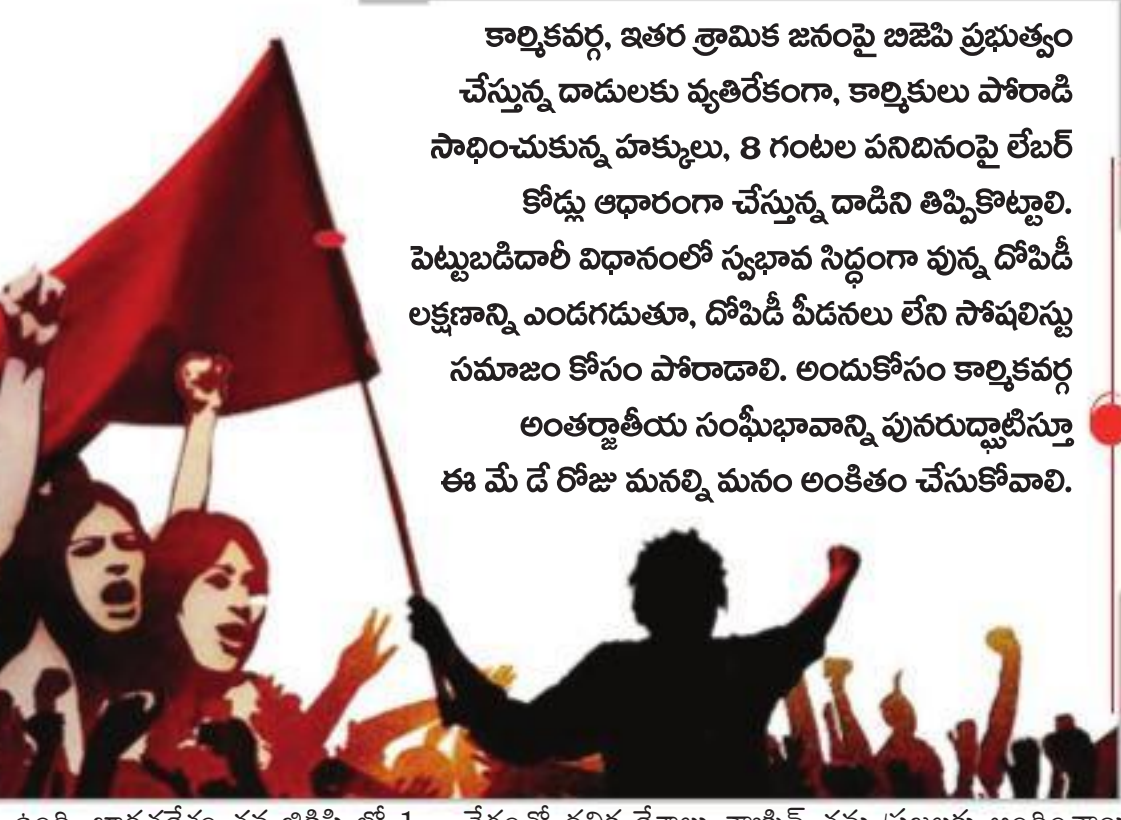 కార్మికవర్గ, ఇతర శ్రామిక జనంపై బిజెపి ప్రభుత్వం
చేస్తున్న దాడులకు వ్యతిరేకంగా, కార్మికులు పోరాడి
సాధించుకున్న హక్కులు, 8 గంటల పనిదినంపై లేబర్
కోడ్లు ఆధారంగా చేస్తున్న దాడిని తిప్పికొట్టాలి.
పెట్టుబడిదారీ విధానంలో స్వభావ సిద్ధంగా వున్న దోపిడీ
లక్షణాన్ని ఎండగడుతూ, దోపిడీ పీడనలు లేని సోషలిస్టు
సమాజం కోసం పోరాడాలి. అందుకోసం కార్మికవర్గ
అంతర్జాతీయ సంఘీభావాన్ని పునరుద్ఘాటిస్తూ
ఈ మే డే రోజు మనల్ని మనం అంకితం చేసుకోవాలి.